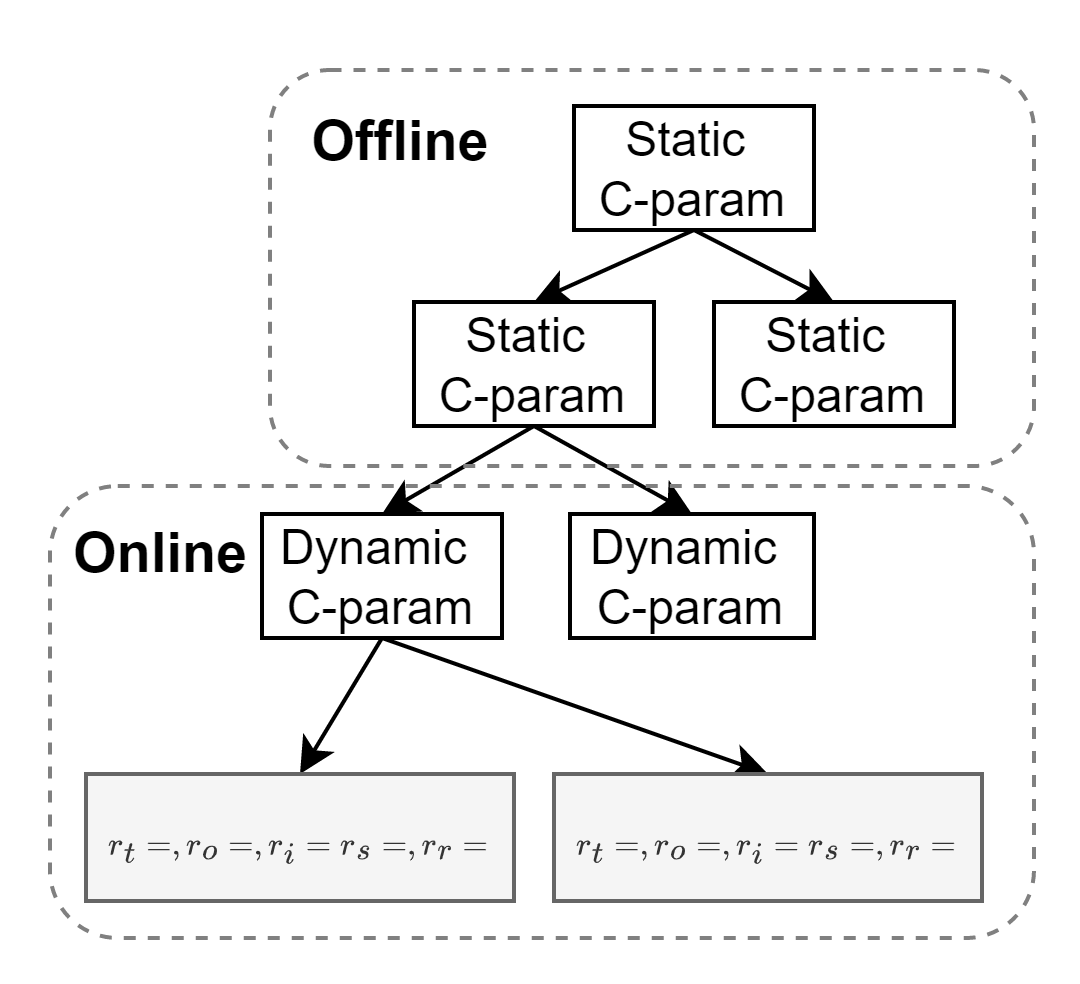 Offline
Static
C-param
Static
C-param
Static
C-param
Online
Dynamic
C-param
Dynamic
C-param
r_t =, r_o =, r_i = r_s =, r_r =
r_t =, r_o =, r_i = r_s =, r_r =